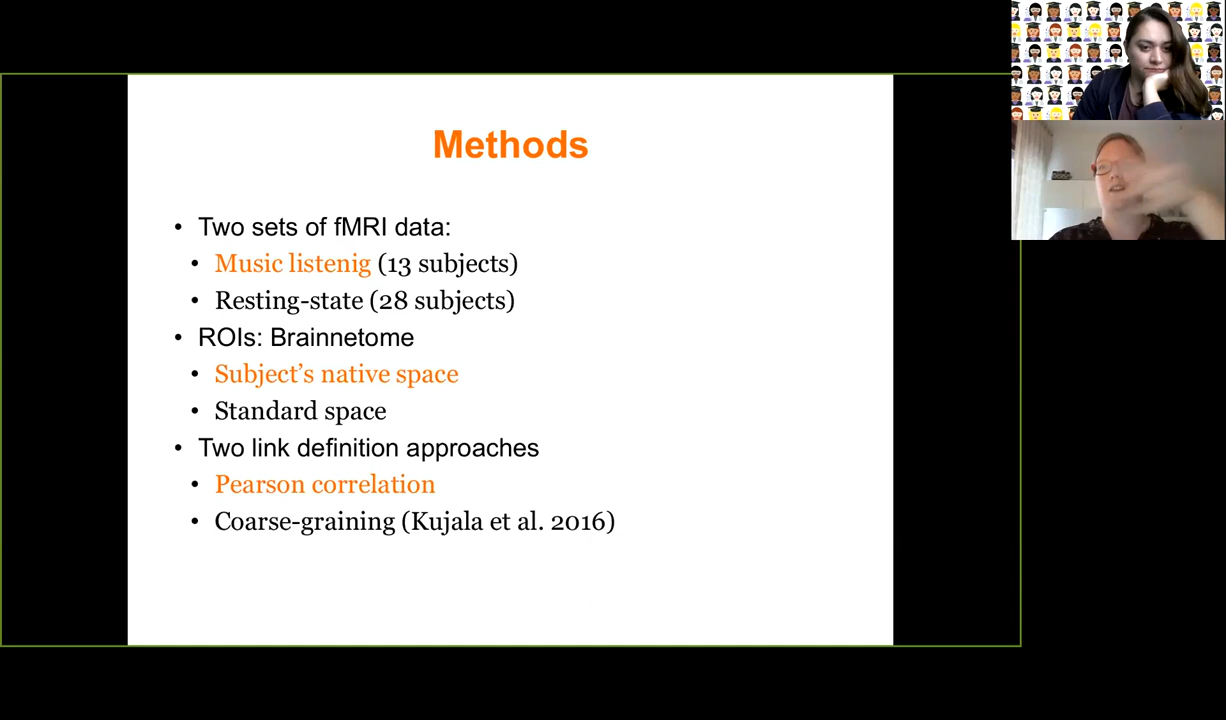 Methods
• Two sets of fMRI data:
• Music listenig (13 subjects)
• Resting-state (28 subjects)
• ROIs: Brainnetome
• Subject’s native space
• Standard space
• Two link definition approaches
• Pearson correlation
• Coarse-graining (Kujala et al. 2016)